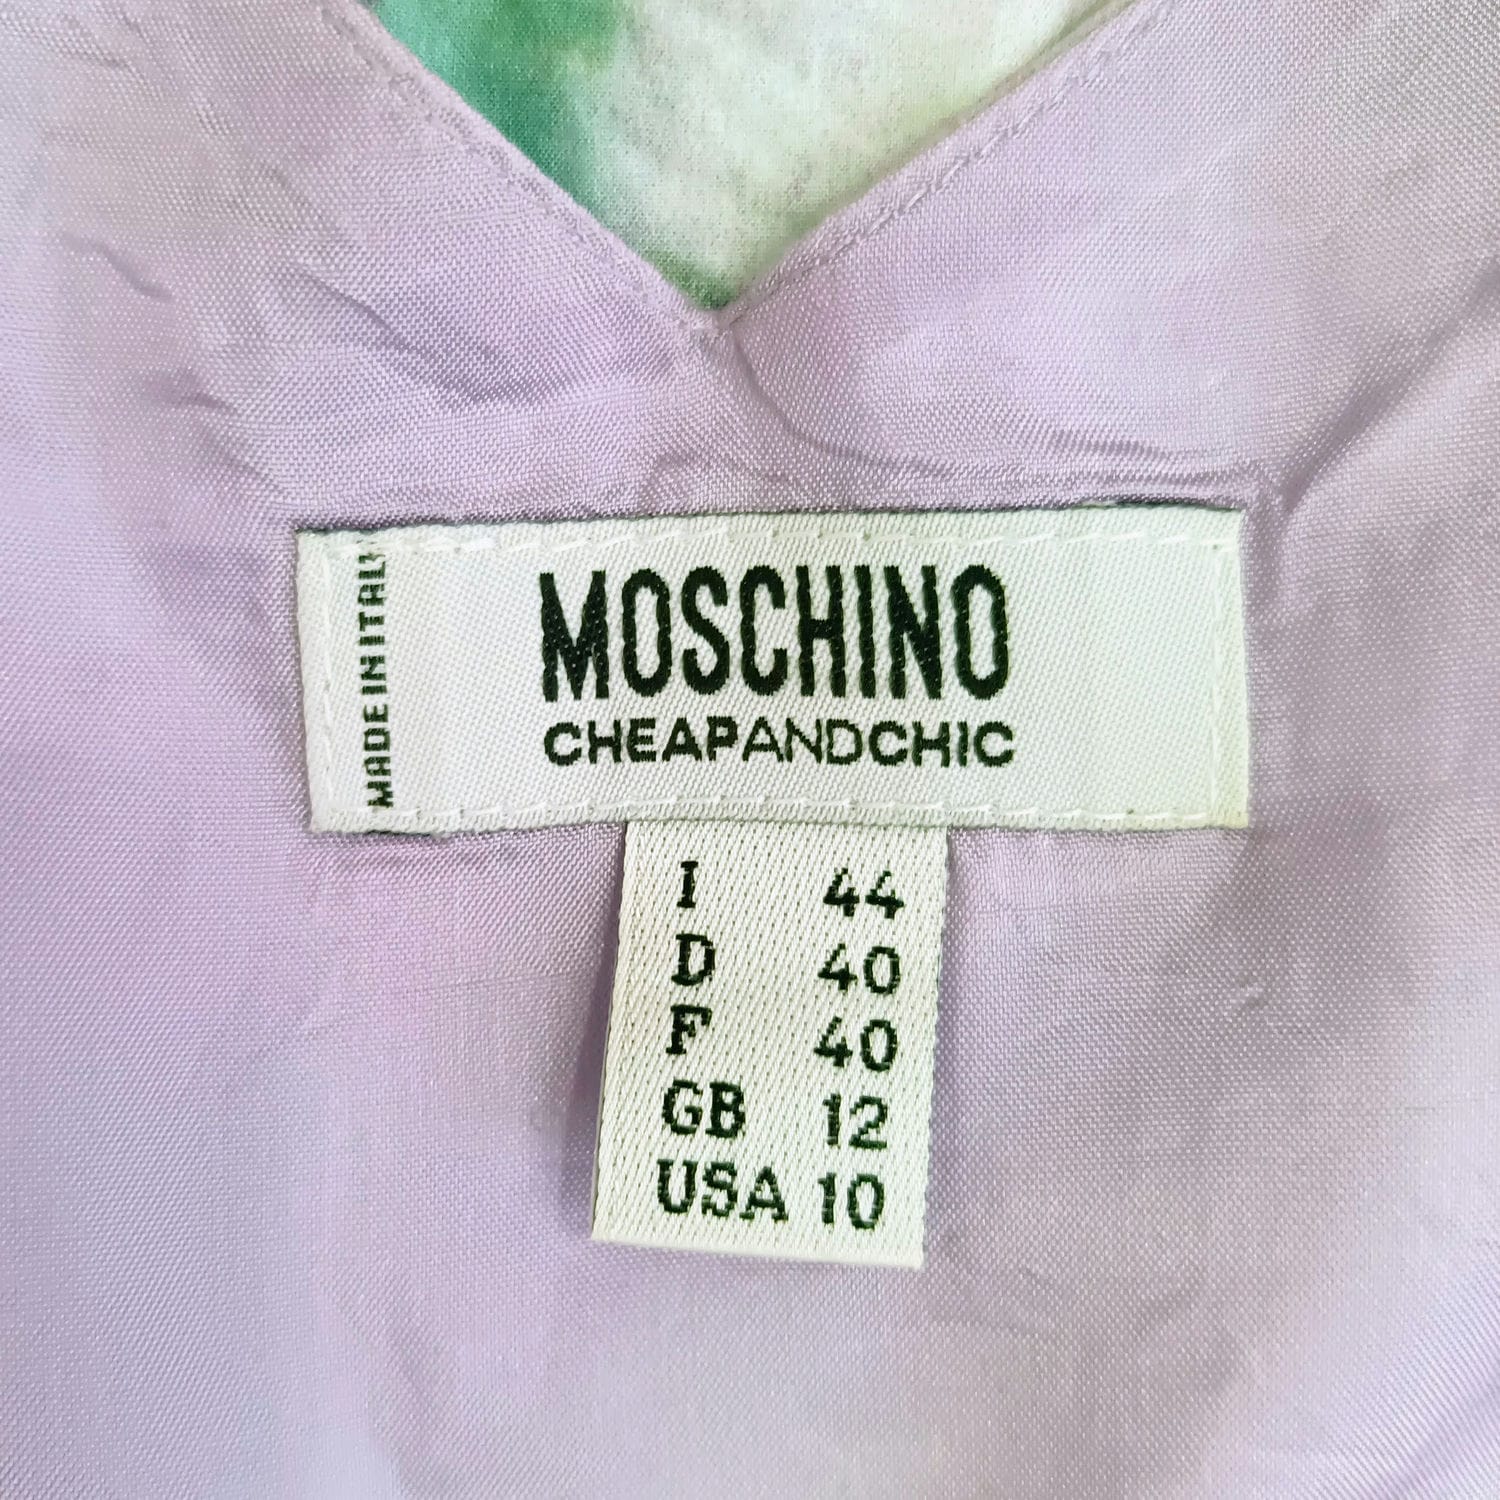 MADE IN ITALY
MOSCHINO
CHEAPANDCHIC
I 44
D 40
F 40
GB 12
USA 10